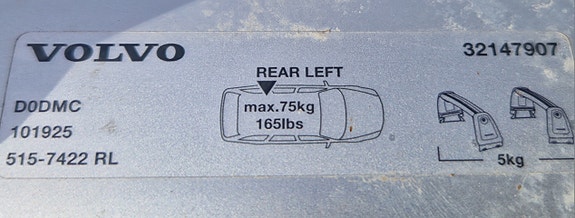 VOLVO
32147907
REAR LEFT
max.75kg
165lbs
D0DMC
101925
515-7422 RL
5kg